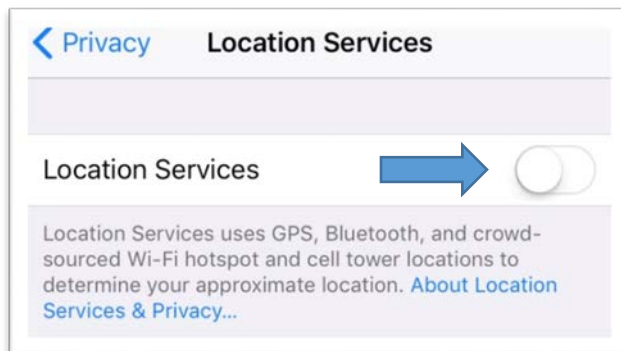 Privacy Location Services
Location Services
Location Services uses GPS, Bluetooth, and crowd-
sourced Wi-Fi hotspot and cell tower locations to
determine your approximate location. About Location
Services & Privacy...